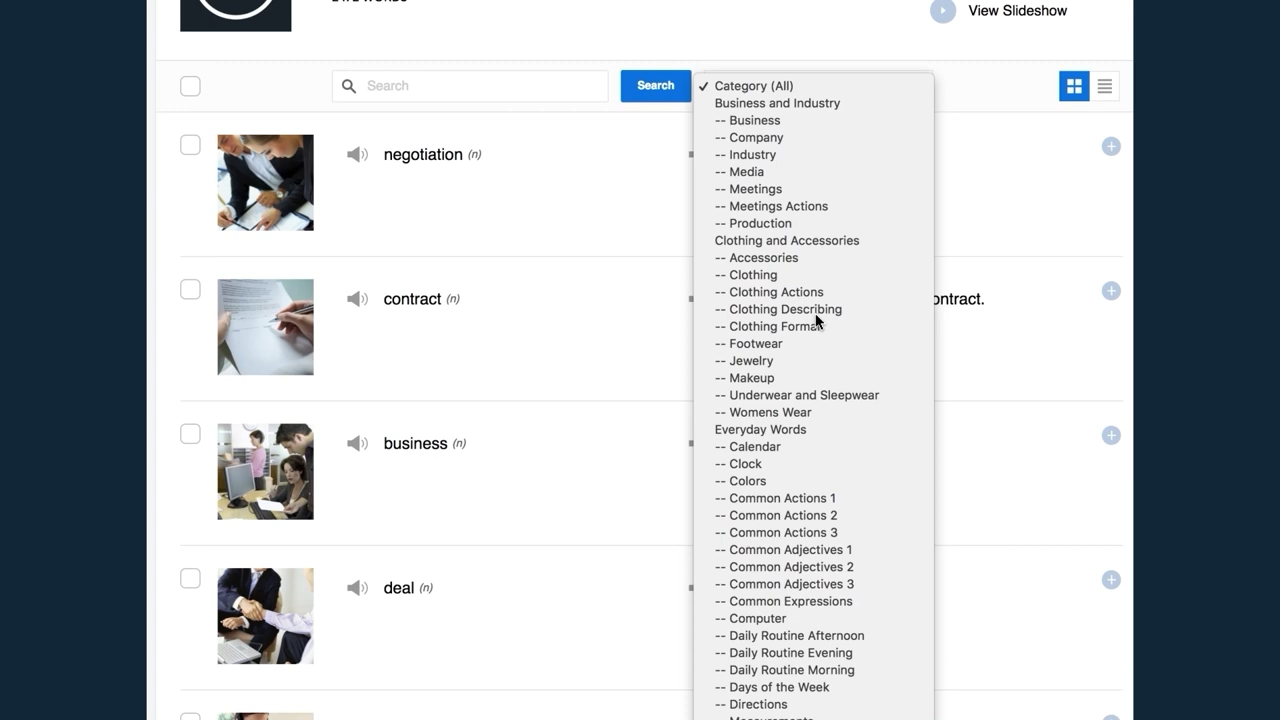 View Slideshow
Search
Search
✓ Category (All)
Business and Industry
-- Business
-- Company
-- Industry
-- Media
-- Meetings
-- Meetings Actions
-- Production
Clothing and Accessories
-- Accessories
-- Clothing
-- Clothing Actions
-- Clothing Describing
-- Clothing Formal
-- Footwear
-- Jewelry
-- Makeup
-- Underwear and Sleepwear
-- Womens Wear
Everyday Words
-- Calendar
-- Clock
-- Colors
-- Common Actions 1
-- Common Actions 2
-- Common Actions 3
-- Common Adjectives 1
-- Common Adjectives 2
-- Common Adjectives 3
-- Common Expressions
-- Computer
-- Daily Routine Afternoon
-- Daily Routine Evening
-- Daily Routine Morning
-- Days of the Week
-- Directions
negotiation (n)
contract (n)
ontract.
business (n)
deal (n)